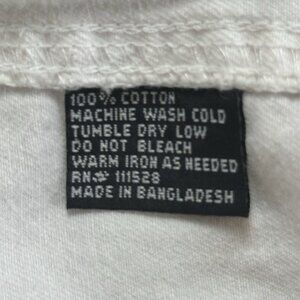 100% COTTON
MACHINE WASH COLD
TUMBLE DRY LOW
DO NOT BLEACH
WARM IRON AS NEEDED
RN# 111528
MADE IN BANGLADESH